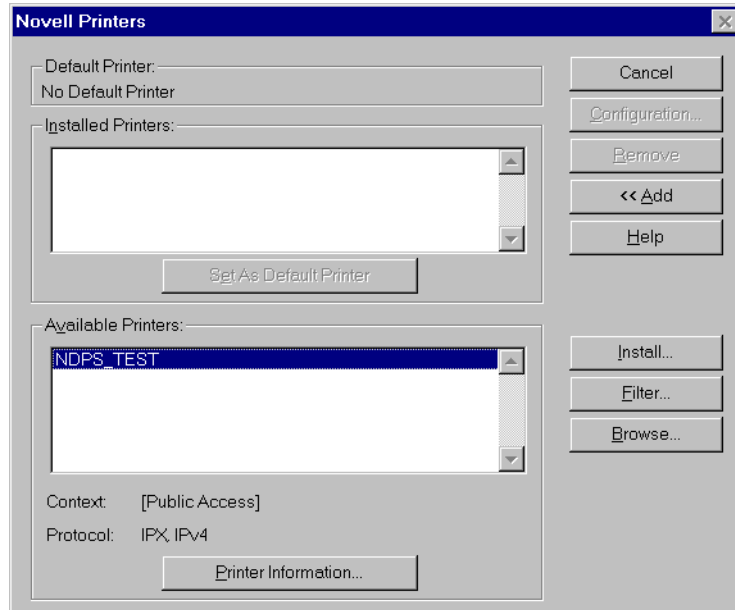 Novell Printers
Default Printer:
No Default Printer
Installed Printers:
Set As Default Printer
Available Printers:
NDPS_TEST
Context: [Public Access]
Protocol: IPX, IPv4
Printer Information...
Cancel
Configuration...
Remove
<< Add
Help
Install...
Filter...
Browse...